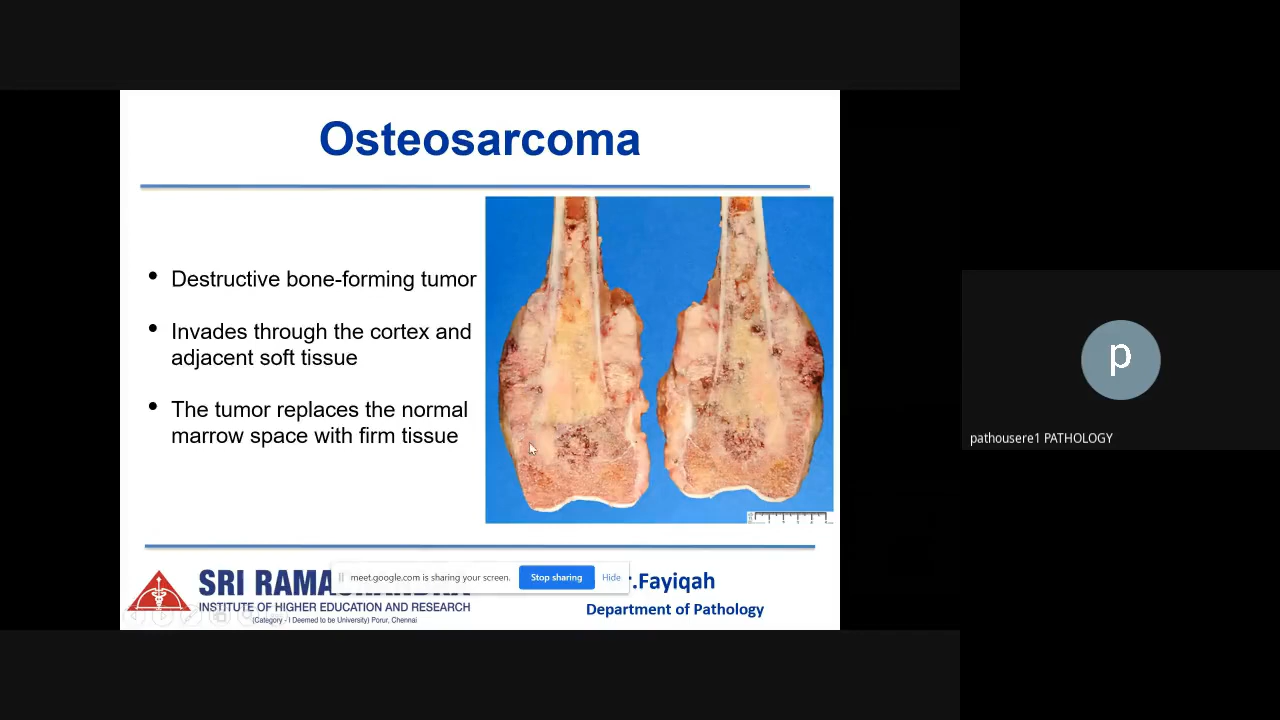 Osteosarcoma
• Destructive bone-forming tumor
• Invades through the cortex and
adjacent soft tissue
• The tumor replaces the normal
marrow space with firm tissue
p
pathousere1 PATHOLOGY
SRI RAMA
meet.google.com is sharing your screen.
Stop sharing
Hide
.Fayiqah
INSTITUTE OF HIGHER EDUCATION AND RESEARCH
Department of Pathology
(Category - I Deemed to be University) Porur, Chennai